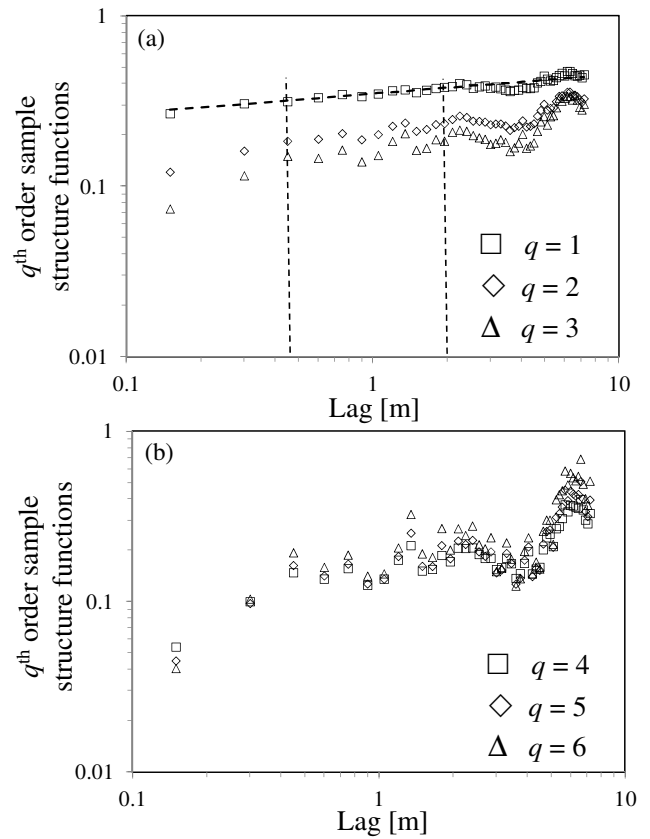 (a)
1
0.1
0.01
0.1
1
10
qth order sample
structure functions
Lag [m]
q = 1
q = 2
q = 3
(b)
1
0.1
0.01
0.1
1
10
qth order sample
structure functions
Lag [m]
q = 4
q = 5
q = 6